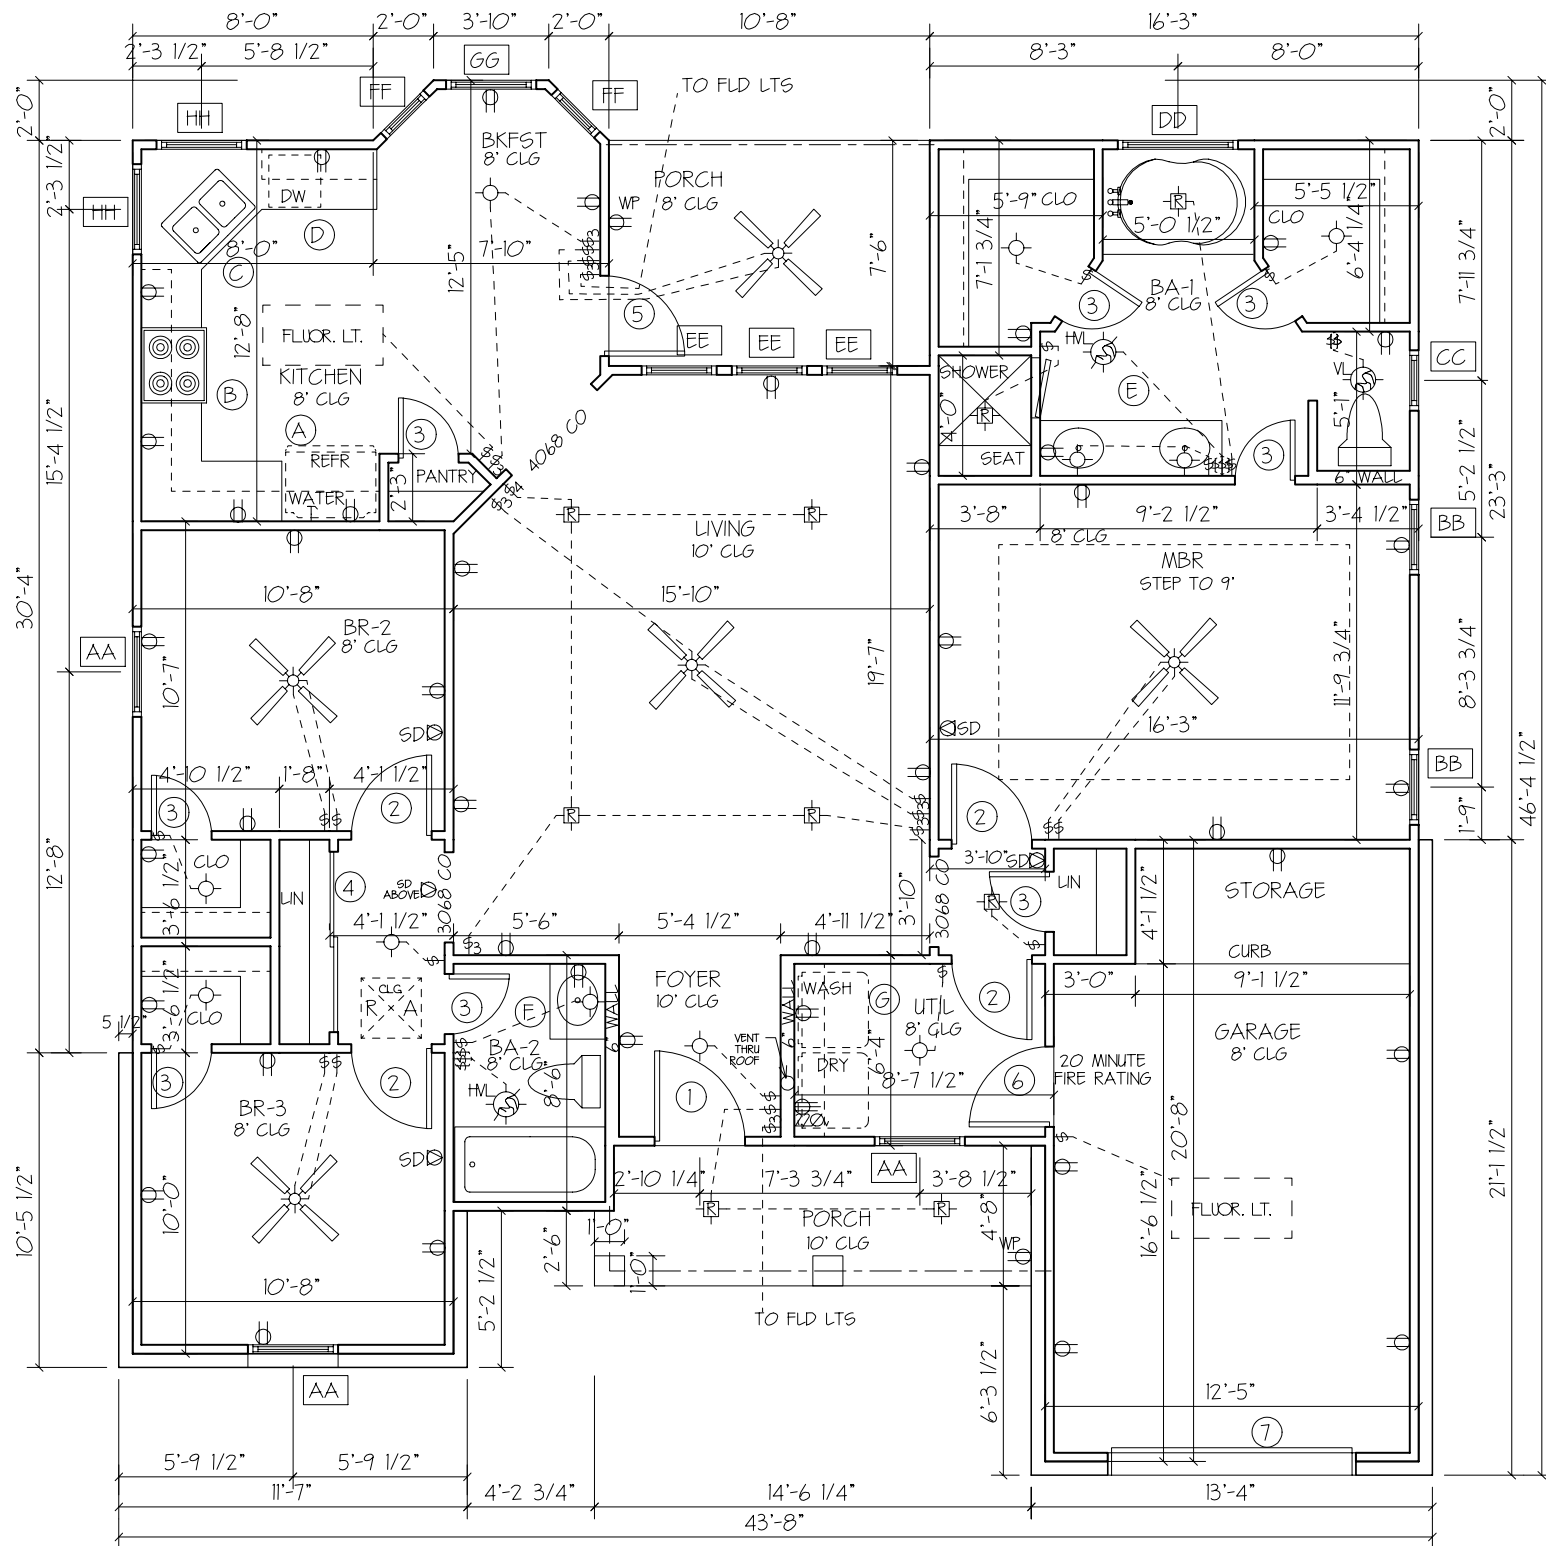 8'-0"
2'-0"
3'-10"
2'-0"
10'-8"
16'-3"
2'-3 1/2"
5'-8 1/2"
8'-3"
8'-0"
GG
FF
FF
TO FLD LTS
HH
DD
2'-0"
2'-0"
BKFST
8' CLG
PORCH
8' CLG
WP
DW
HH
2'-3 1/2"
5'-9"
CLO
5'-5 1/2"
CLO
5'-0 1/2"
R
D
C
8'-0"
7'-10"
12'-5"
7'-6"
7'-1 3/4"
6'-4 1/4"
7'-11 3/4"
BA-1
8' CLG
3
3
5
$$$3
FLUOR. LT.
12'-8"
EE
EE
EE
HVL
VL
CC
KITCHEN
8' CLG
B
A
SHOWER
R
4'-0"
SEAT
E
5'-1"
3
3
4068 CO
REFR
WATER
PANTRY
2'-3"
6" WALL
15'-4 1/2"
5'-2 1/2"
23'-3"
BB
R
R
LIVING
10' CLG
3'-8"
9'-2 1/2"
3'-4 1/2"
8' CLG
MBR
STEP TO 9'
30'-4"
46'-4 1/2"
10'-8"
15'-10"
BR-2
8' CLG
AA
10'-7"
19'-7"
11'-9 3/4"
8'-3 3/4"
SD
SD
16'-3"
BB
4'-10 1/2"
1'-8"
4'-1 1/2"
3
2
R
R
2
1'-9"
12'-8"
CLO
3'-6 1/2"
LIN
4
SD
ABOVE
3068 CO
3'-10"
SD
3'-10"
3068 CO
R
3
LIN
4'-1 1/2"
STORAGE
4'-1 1/2"
5'-6"
5'-4 1/2"
4'-11 1/2"
CURB
3'-0"
9'-1 1/2"
3'-6 1/2"
CLO
5 1/2"
CLG
R A
3
E
6" WALL
FOYER
10' CLG
6" WALL
WASH
G
UTIL
8' CLG
2
GARAGE
8' CLG
VENT
THRU
ROOF
DRY
6'-4"
8'-7 1/2"
6
20 MINUTE
FIRE RATING
3
2
BA-2
8' CLG
HVL
8'-6"
1
220v
BR-3
8' CLG
SD
AA
20'-8"
16'-6 1/2"
21'-1 1/2"
10'-5 1/2"
10'-0"
2'-10 1/4"
7'-3 3/4"
3'-8 1/2"
R
R
PORCH
10' CLG
4'-8"
WP
FLUOR. LT.
1'-0"
1'-0"
2'-6"
10'-8"
5'-2 1/2"
TO FLD LTS
6'-3 1/2"
AA
12'-5"
7
5'-9 1/2"
5'-9 1/2"
11'-7"
4'-2 3/4"
14'-6 1/4"
13'-4"
43'-8"